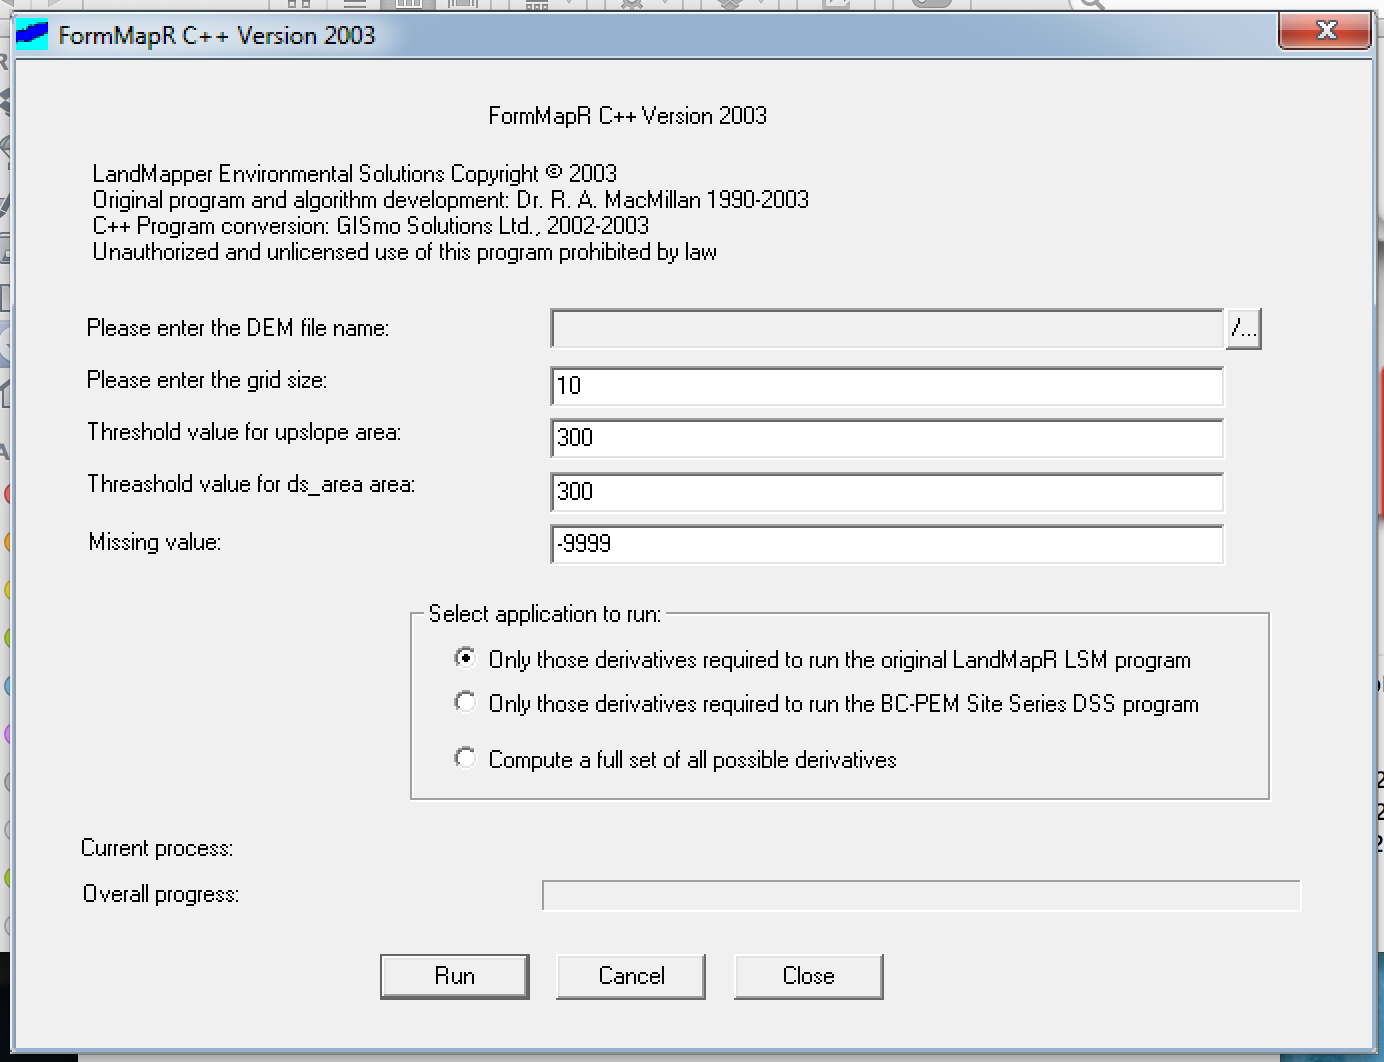 FormMapR C++ Version 2003
FormMapR C++ Version 2003
LandMapper Environmental Solutions Copyright © 2003
Original program and algorithm development: Dr. R. A. MacMillan 1990-2003
C++ Program conversion: GISmo Solutions Ltd., 2002-2003
Unauthorized and unlicensed use of this program prohibited by law
Please enter the DEM file name:
/...
Please enter the grid size:
10
Threshold value for upslope area:
300
Threashold value for ds_area area:
300
Missing value:
-9999
Select application to run:
Only those derivatives required to run the original LandMapR LSM program
Only those derivatives required to run the BC-PEM Site Series DSS program
Compute a full set of all possible derivatives
Current process:
Overall progress:
Run
Cancel
Close